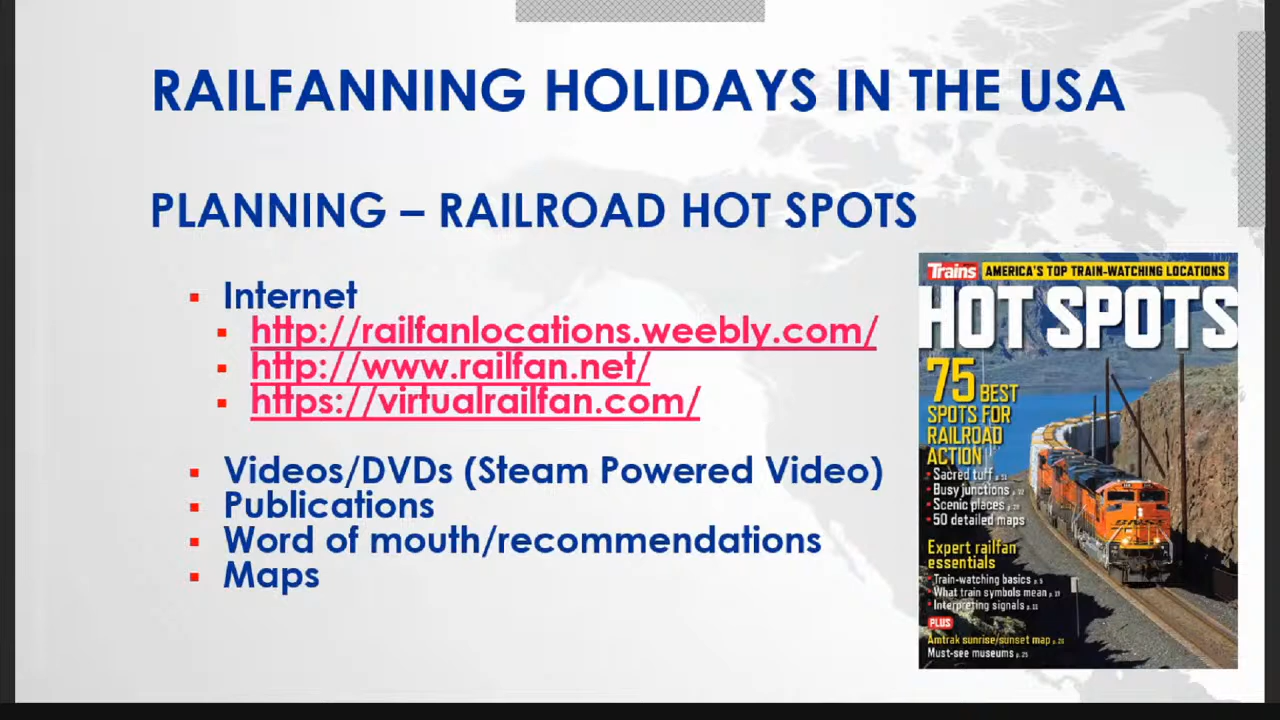 RAILFANNING HOLIDAYS IN THE USA
PLANNING – RAILROAD HOT SPOTS
Internet
http://railfanlocations.weebly.com/
http://www.railfan.net/
https://virtualrailfan.com/
Videos/DVDs (Steam Powered Video)
Publications
Word of mouth/recommendations
Maps
Trains AMERICA'S TOP TRAIN-WATCHING LOCATIONS
HOT SPOTS
75 BEST
SPOTS FOR
RAILROAD
ACTION
• Sacred turf
• Busy junctions
• Scenic places
• 50 detailed maps
Expert railfan
essentials
• Train-watching basics
• What train symbols mean
• Interpreting signals
PLUS
Amtrak sunrise/sunset map
Must-see museums
BNSF